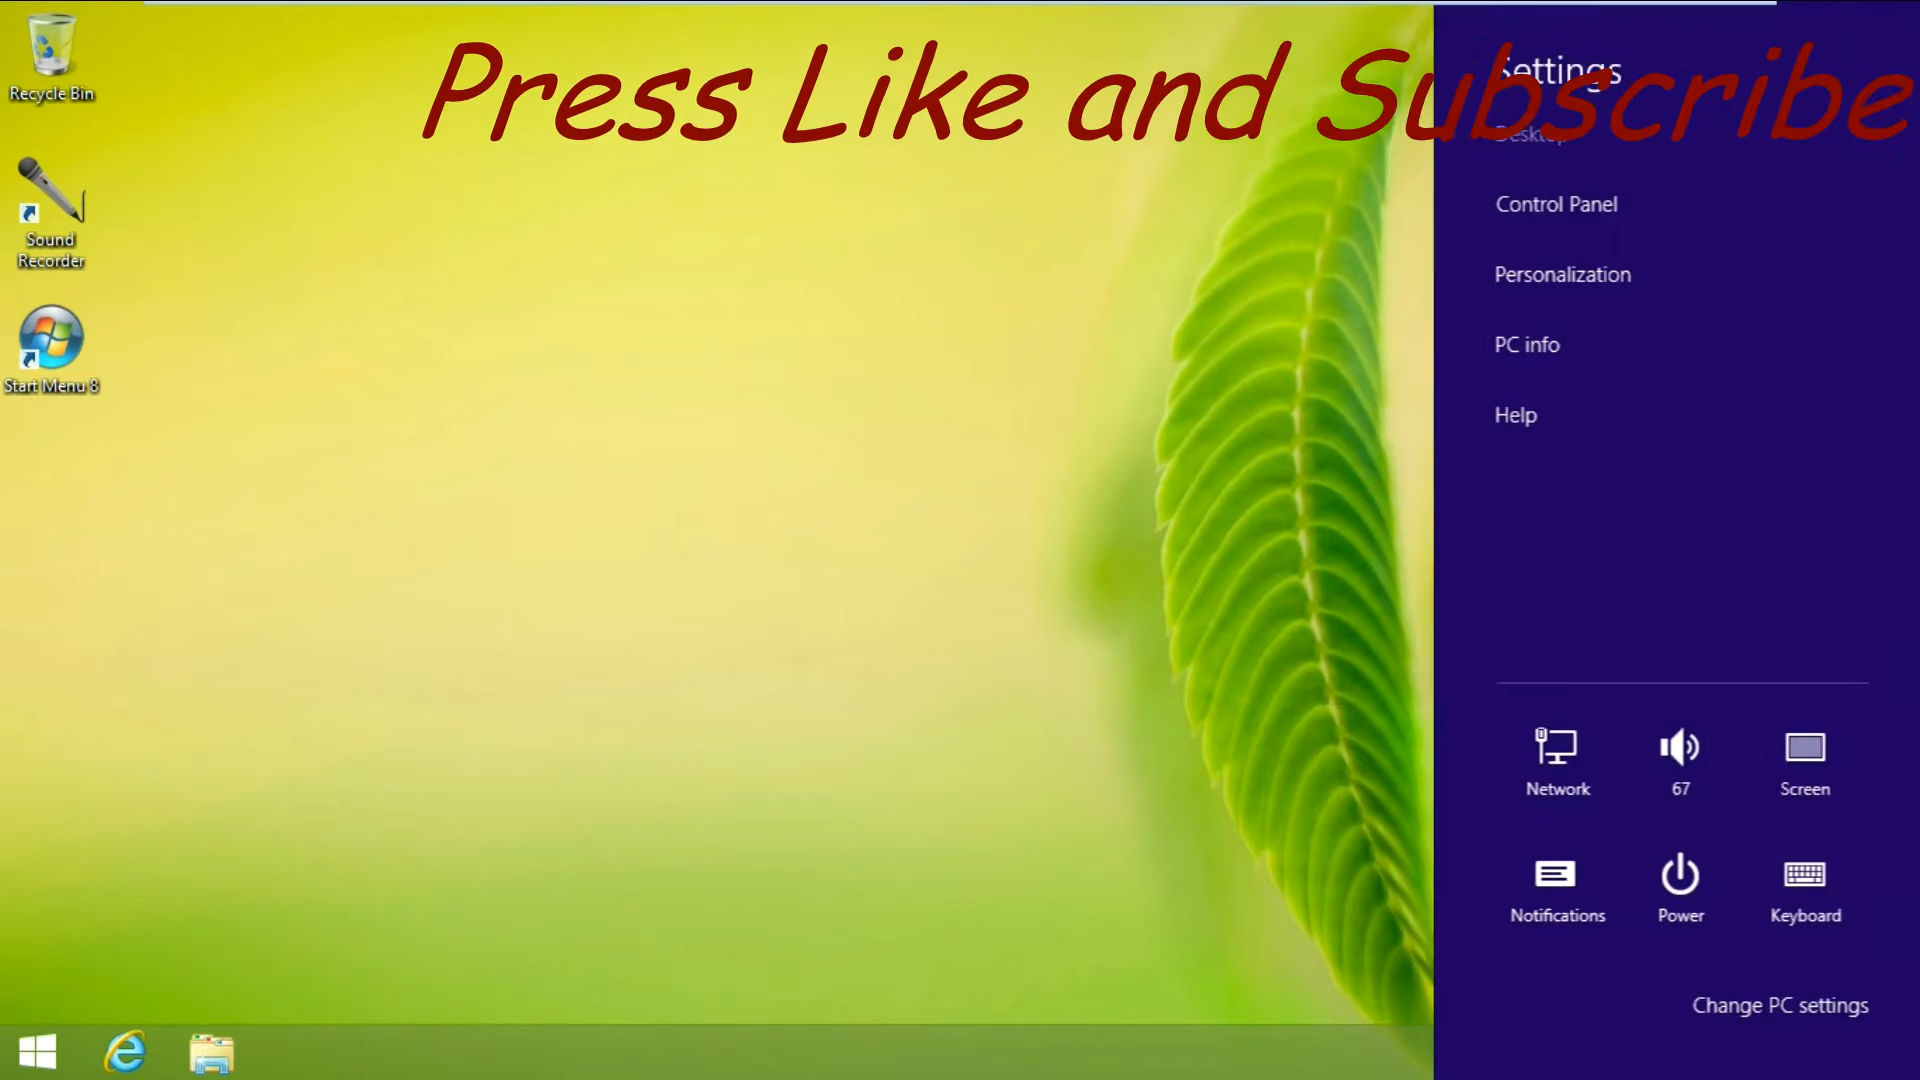 Press Like and Subscribe
Recycle Bin
Sound
Recorder
Start Menu 8
Settings
Desktop
Control Panel
Personalization
PC info
Help
Network
67
Screen
Notifications
Power
Keyboard
Change PC settings